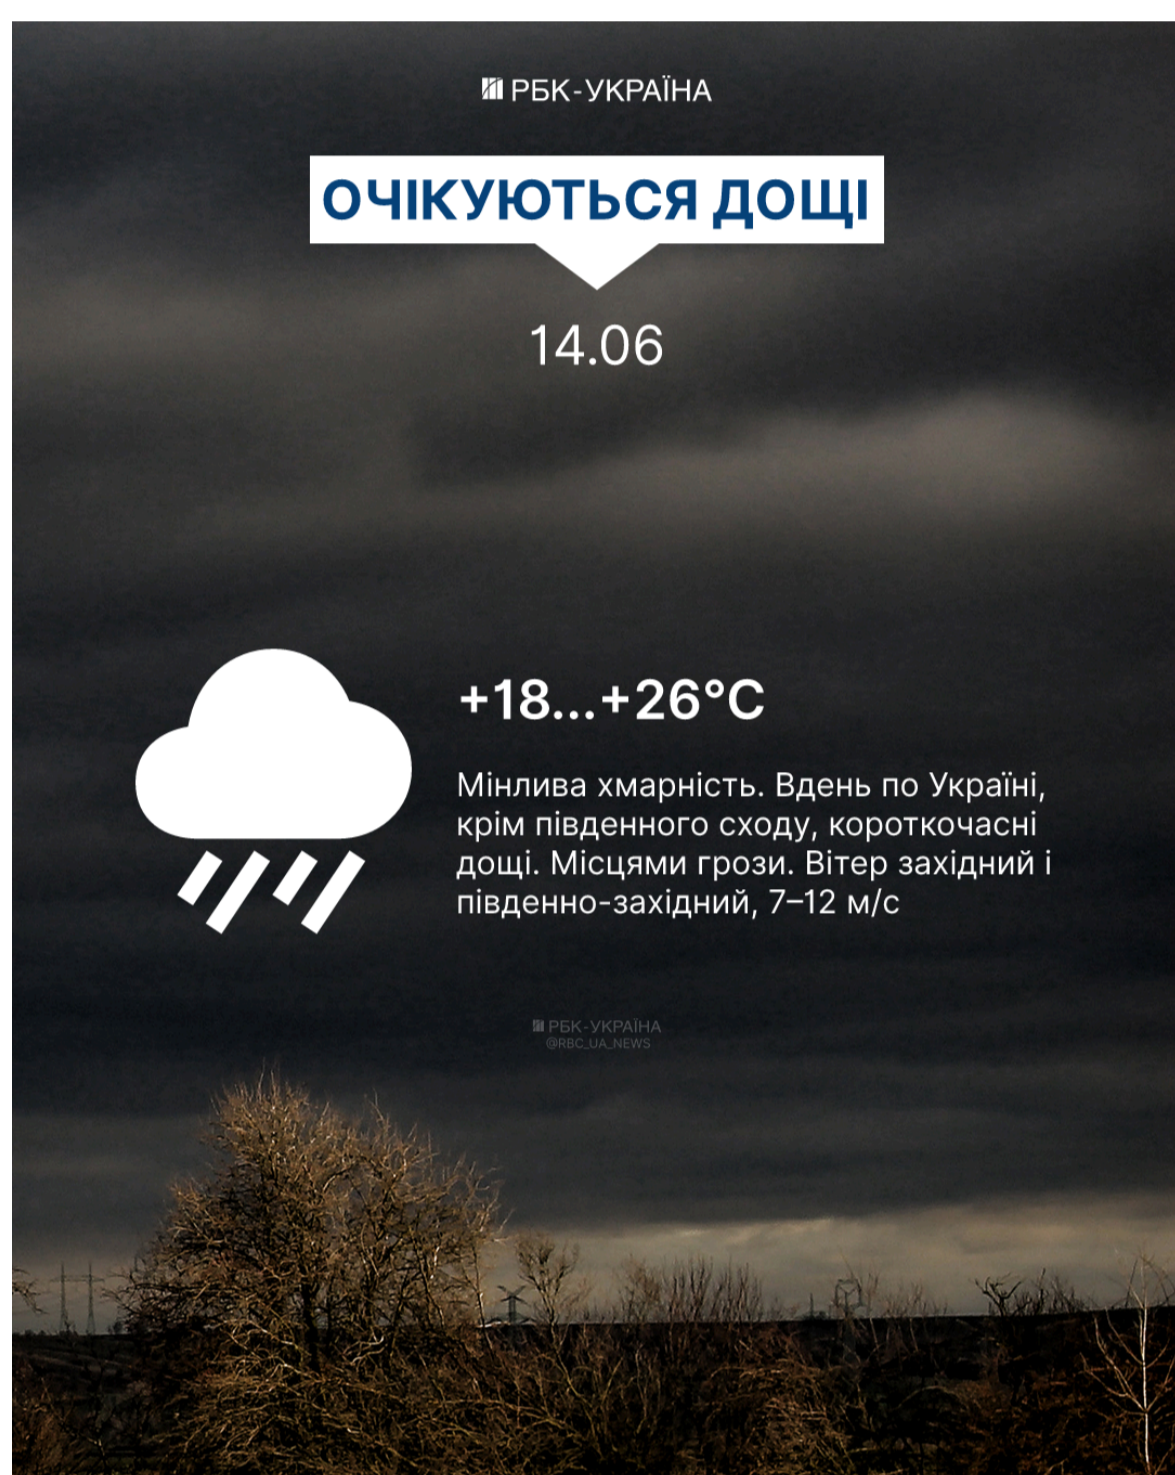 РБК-УКРАЇНА
ОЧІКУЮТЬСЯ ДОЩІ
14.06
+18...+26°C
Мінлива хмарність. Вдень по Україні,
крім південного сходу, короткочасні
дощі. Місцями грози. Вітер західний і
південно-західний, 7–12 м/с
РБК-УКРАЇНА
@RBC_UA_NEWS